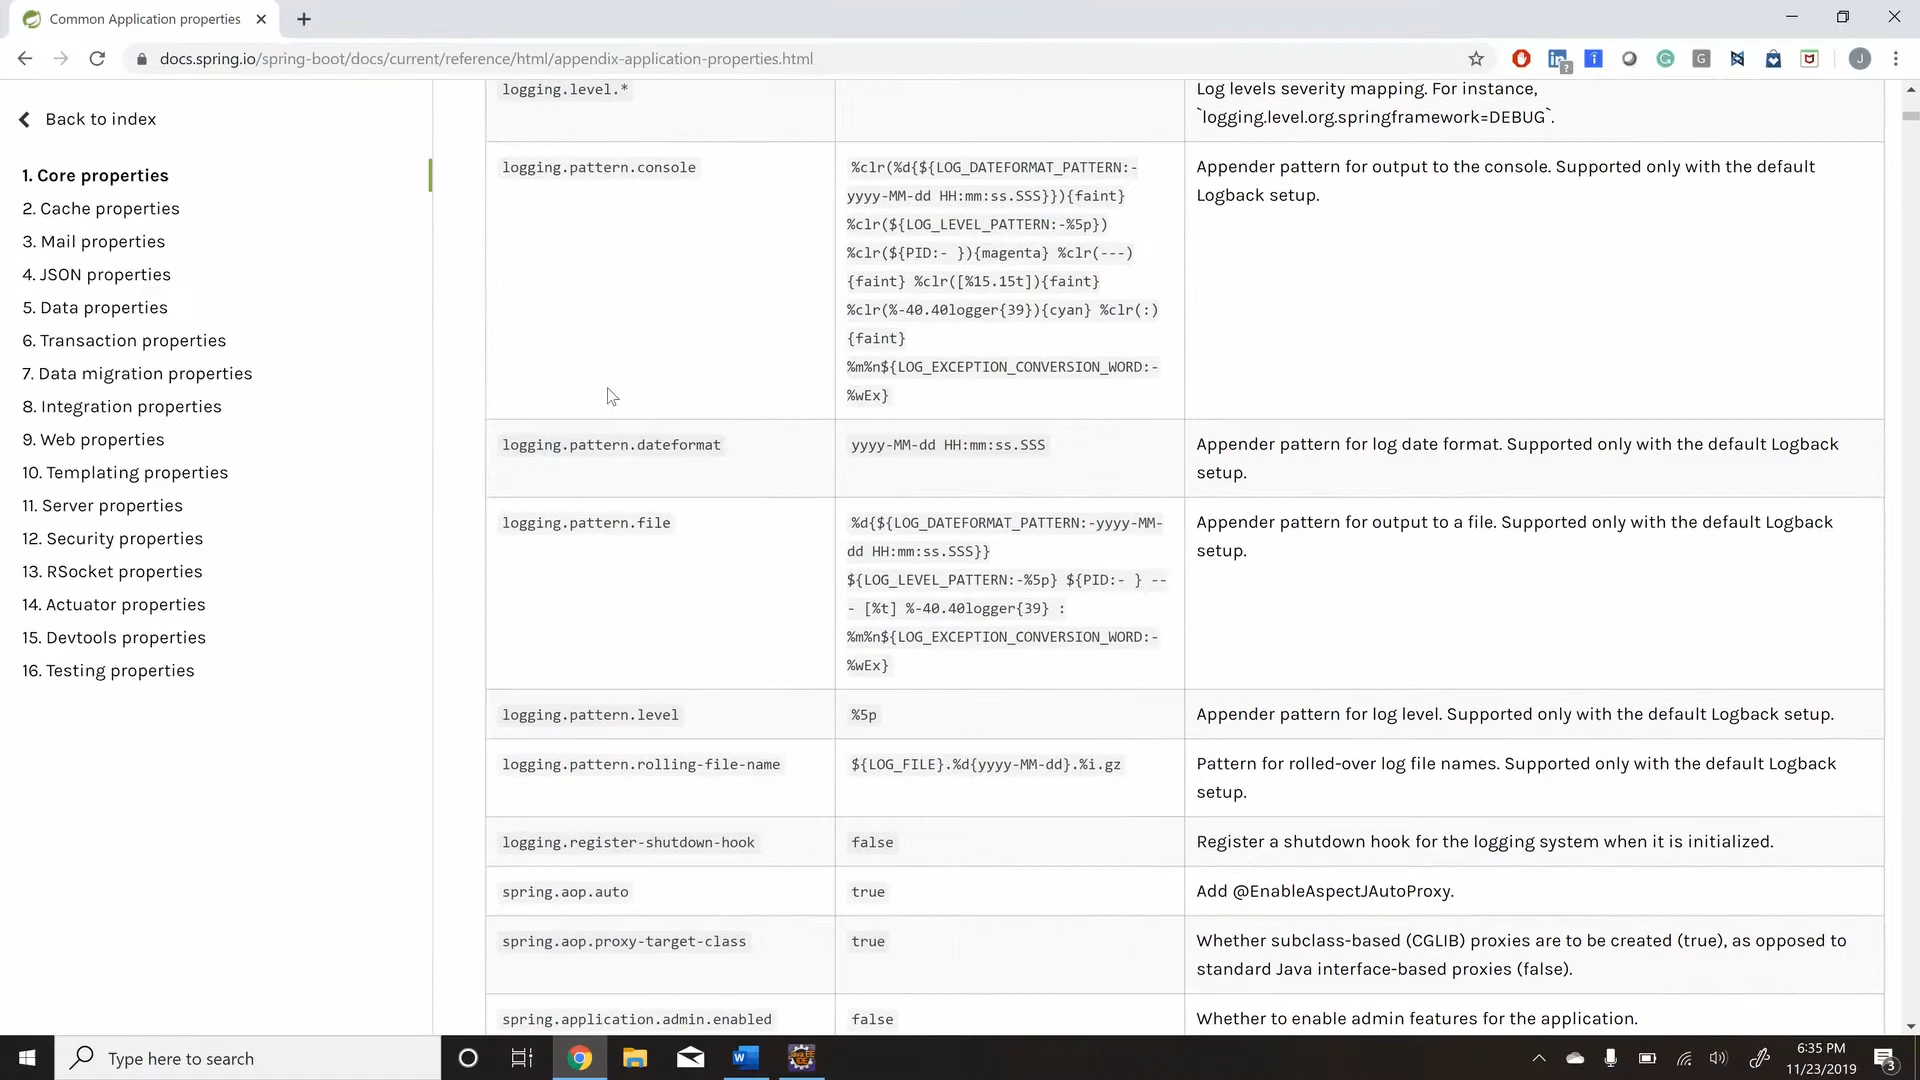 Common Application properties
docs.spring.io/spring-boot/docs/current/reference/html/appendix-application-properties.html
J
Back to index
1. Core properties
2. Cache properties
3. Mail properties
4. JSON properties
5. Data properties
6. Transaction properties
7. Data migration properties
8. Integration properties
9. Web properties
10. Templating properties
11. Server properties
12. Security properties
13. RSocket properties
14. Actuator properties
15. Devtools properties
16. Testing properties
logging.level.*
Log levels severity mapping. For instance,
`logging.level.org.springframework=DEBUG`.
logging.pattern.console
%clr(%d{${LOG_DATEFORMAT_PATTERN:-
yyyy-MM-dd HH:mm:ss.SSS}}){faint}
%clr(${LOG_LEVEL_PATTERN:-%5p})
%clr(${PID:- }){magenta} %clr(---)
{faint} %clr([%15.15t]){faint}
%clr(%-40.40logger{39}){cyan} %clr(:)
{faint}
%m%n${LOG_EXCEPTION_CONVERSION_WORD:-
%wEx}
Appender pattern for output to the console. Supported only with the default
Logback setup.
logging.pattern.dateformat
yyyy-MM-dd HH:mm:ss.SSS
Appender pattern for log date format. Supported only with the default Logback
setup.
logging.pattern.file
%d{${LOG_DATEFORMAT_PATTERN:-yyyy-MM-
dd HH:mm:ss.SSS}}
${LOG_LEVEL_PATTERN:-%5p} ${PID:- } --
- [%t] %-40.40logger{39} :
%m%n${LOG_EXCEPTION_CONVERSION_WORD:-
%wEx}
Appender pattern for output to a file. Supported only with the default Logback
setup.
logging.pattern.level
%5p
Appender pattern for log level. Supported only with the default Logback setup.
logging.pattern.rolling-file-name
${LOG_FILE}.%d{yyyy-MM-dd}.%i.gz
Pattern for rolled-over log file names. Supported only with the default Logback
setup.
logging.register-shutdown-hook
false
Register a shutdown hook for the logging system when it is initialized.
spring.aop.auto
true
Add @EnableAspectJAutoProxy.
spring.aop.proxy-target-class
true
Whether subclass-based (CGLIB) proxies are to be created (true), as opposed to
standard Java interface-based proxies (false).
spring.application.admin.enabled
false
Whether to enable admin features for the application.
Type here to search
6:35 PM
11/23/2019
3